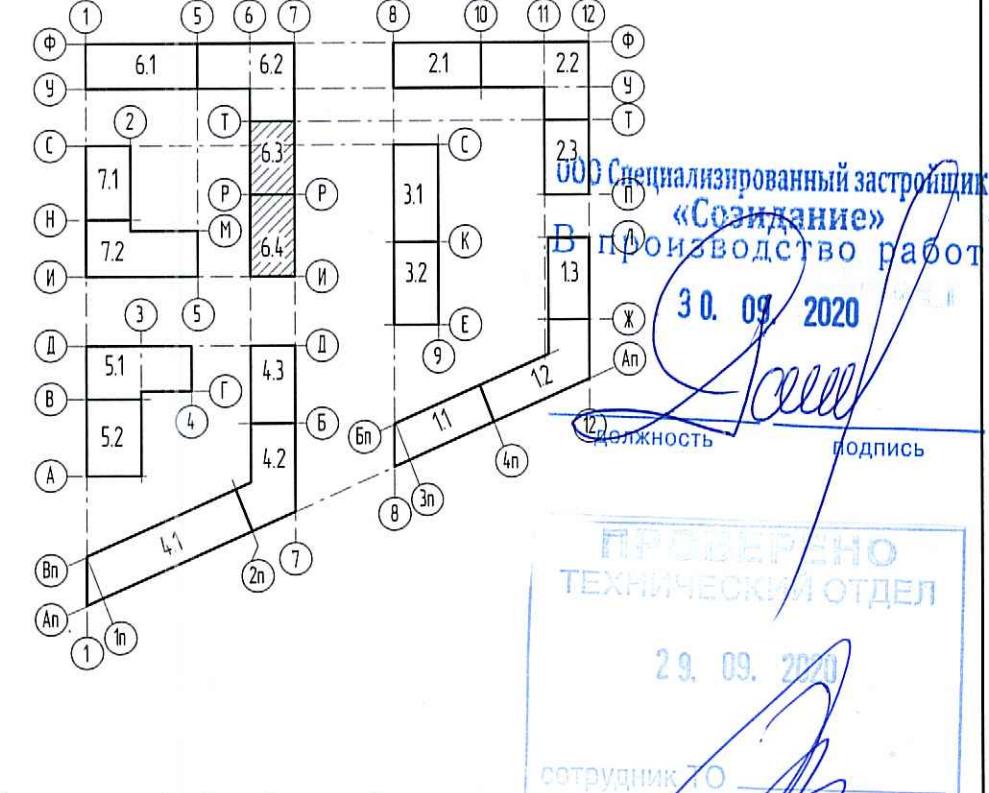 1 5 6 7 8 10 11 12
Ф 6.1 6.2 2.1 2.2 Ф
У У
2 Т Т
С 7.1 6.3 3.1 С 2.3
Р Р П
ООО Специализированный застройщик
«Созидание»
Н М К Л
В производство работ
7.2 6.4 3.2 1.3
И И
30. 09. 2020
3 5 Е Ж
9
Д 5.1 Д 4.3 1.2 Ап
В Г
4 Б 1.1 12
Бп
должность подпись
5.2 4.2 4п
А 3п
8
4.1
Вп 2п 7
Ап
1п
1
ПРОВЕРЕНО
ТЕХНИЧЕСКИЙ ОТДЕЛ
29. 09. 2020
сотрудник ТО